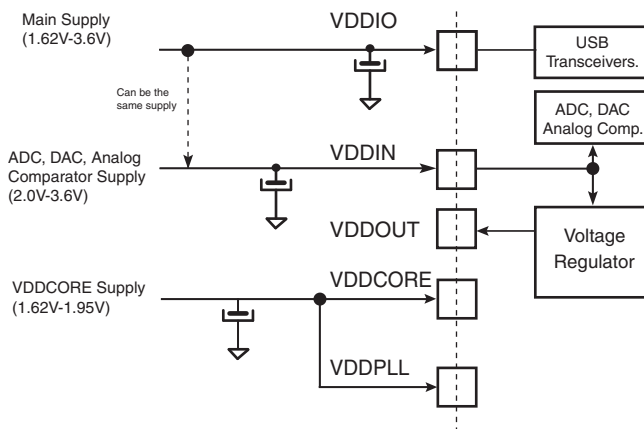 Main Supply
(1.62V-3.6V)
VDDIO
USB
Transceivers.
Can be the
same supply
ADC, DAC
Analog Comp.
ADC, DAC, Analog
Comparator Supply
(2.0V-3.6V)
VDDIN
VDDOUT
Voltage
Regulator
VDDCORE Supply
(1.62V-1.95V)
VDDCORE
VDDPLL